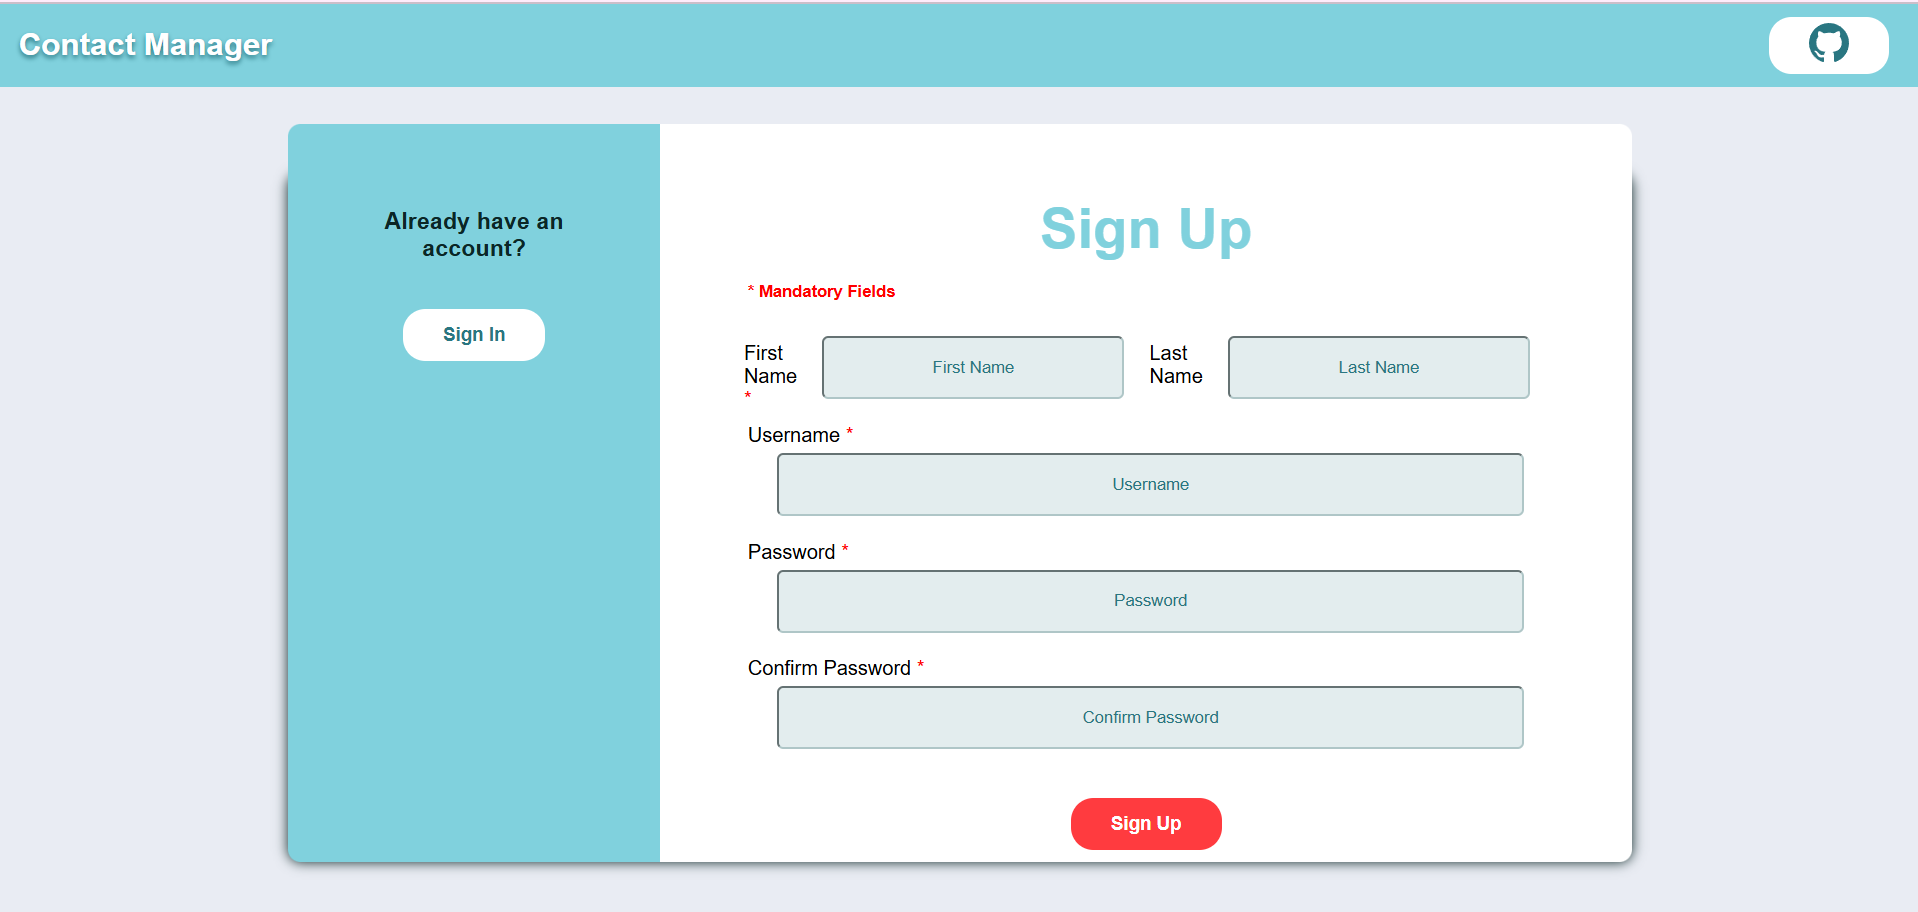 Contact Manager
Already have an
account?
Sign In
Sign Up
* Mandatory Fields
First
Name
*
First Name
Last
Name
Last Name
Username *
Username
Password *
Password
Confirm Password *
Confirm Password
Sign Up